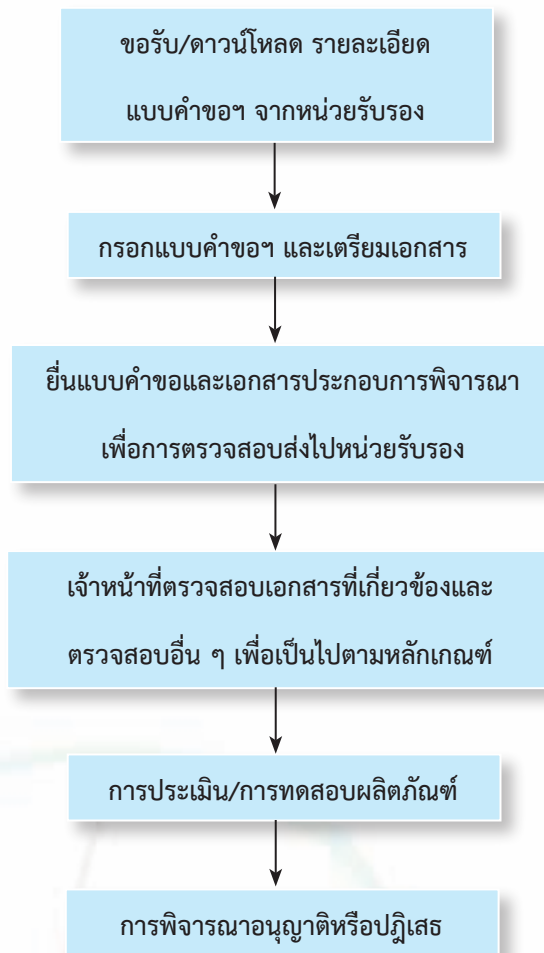 ขอรับ/ดาวน์โหลด รายละเอียด
แบบคำขอฯ จากหน่วยรับรอง
กรอกแบบคำขอฯ และเตรียมเอกสาร
ยื่นแบบคำขอและเอกสารประกอบการพิจารณา
เพื่อการตรวจสอบส่งไปหน่วยรับรอง
เจ้าหน้าที่ตรวจสอบเอกสารที่เกี่ยวข้องและ
ตรวจสอบอื่น ๆ เพื่อเป็นไปตามหลักเกณฑ์
การประเมิน/การทดสอบผลิตภัณฑ์
การพิจารณาอนุญาติหรือปฎิเสธ